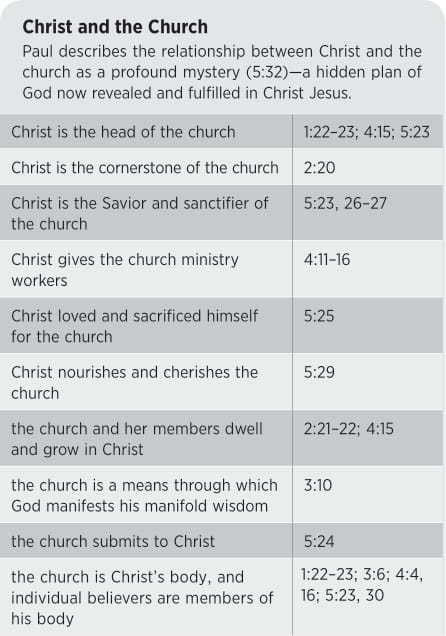 Christ and the Church
Paul describes the relationship between Christ and the
church as a profound mystery (5:32)—a hidden plan of
God now revealed and fulfilled in Christ Jesus.
Christ is the head of the church 1:22–23; 4:15; 5:23
Christ is the cornerstone of the church 2:20
Christ is the Savior and sanctifier of 5:23, 26–27
the church
Christ gives the church ministry 4:11–16
workers
Christ loved and sacrificed himself 5:25
for the church
Christ nourishes and cherishes the 5:29
church
the church and her members dwell 2:21–22; 4:15
and grow in Christ
the church is a means through which 3:10
God manifests his manifold wisdom
the church submits to Christ 5:24
the church is Christ's body, and 1:22–23; 3:6; 4:4,
individual believers are members of 16; 5:23, 30
his body